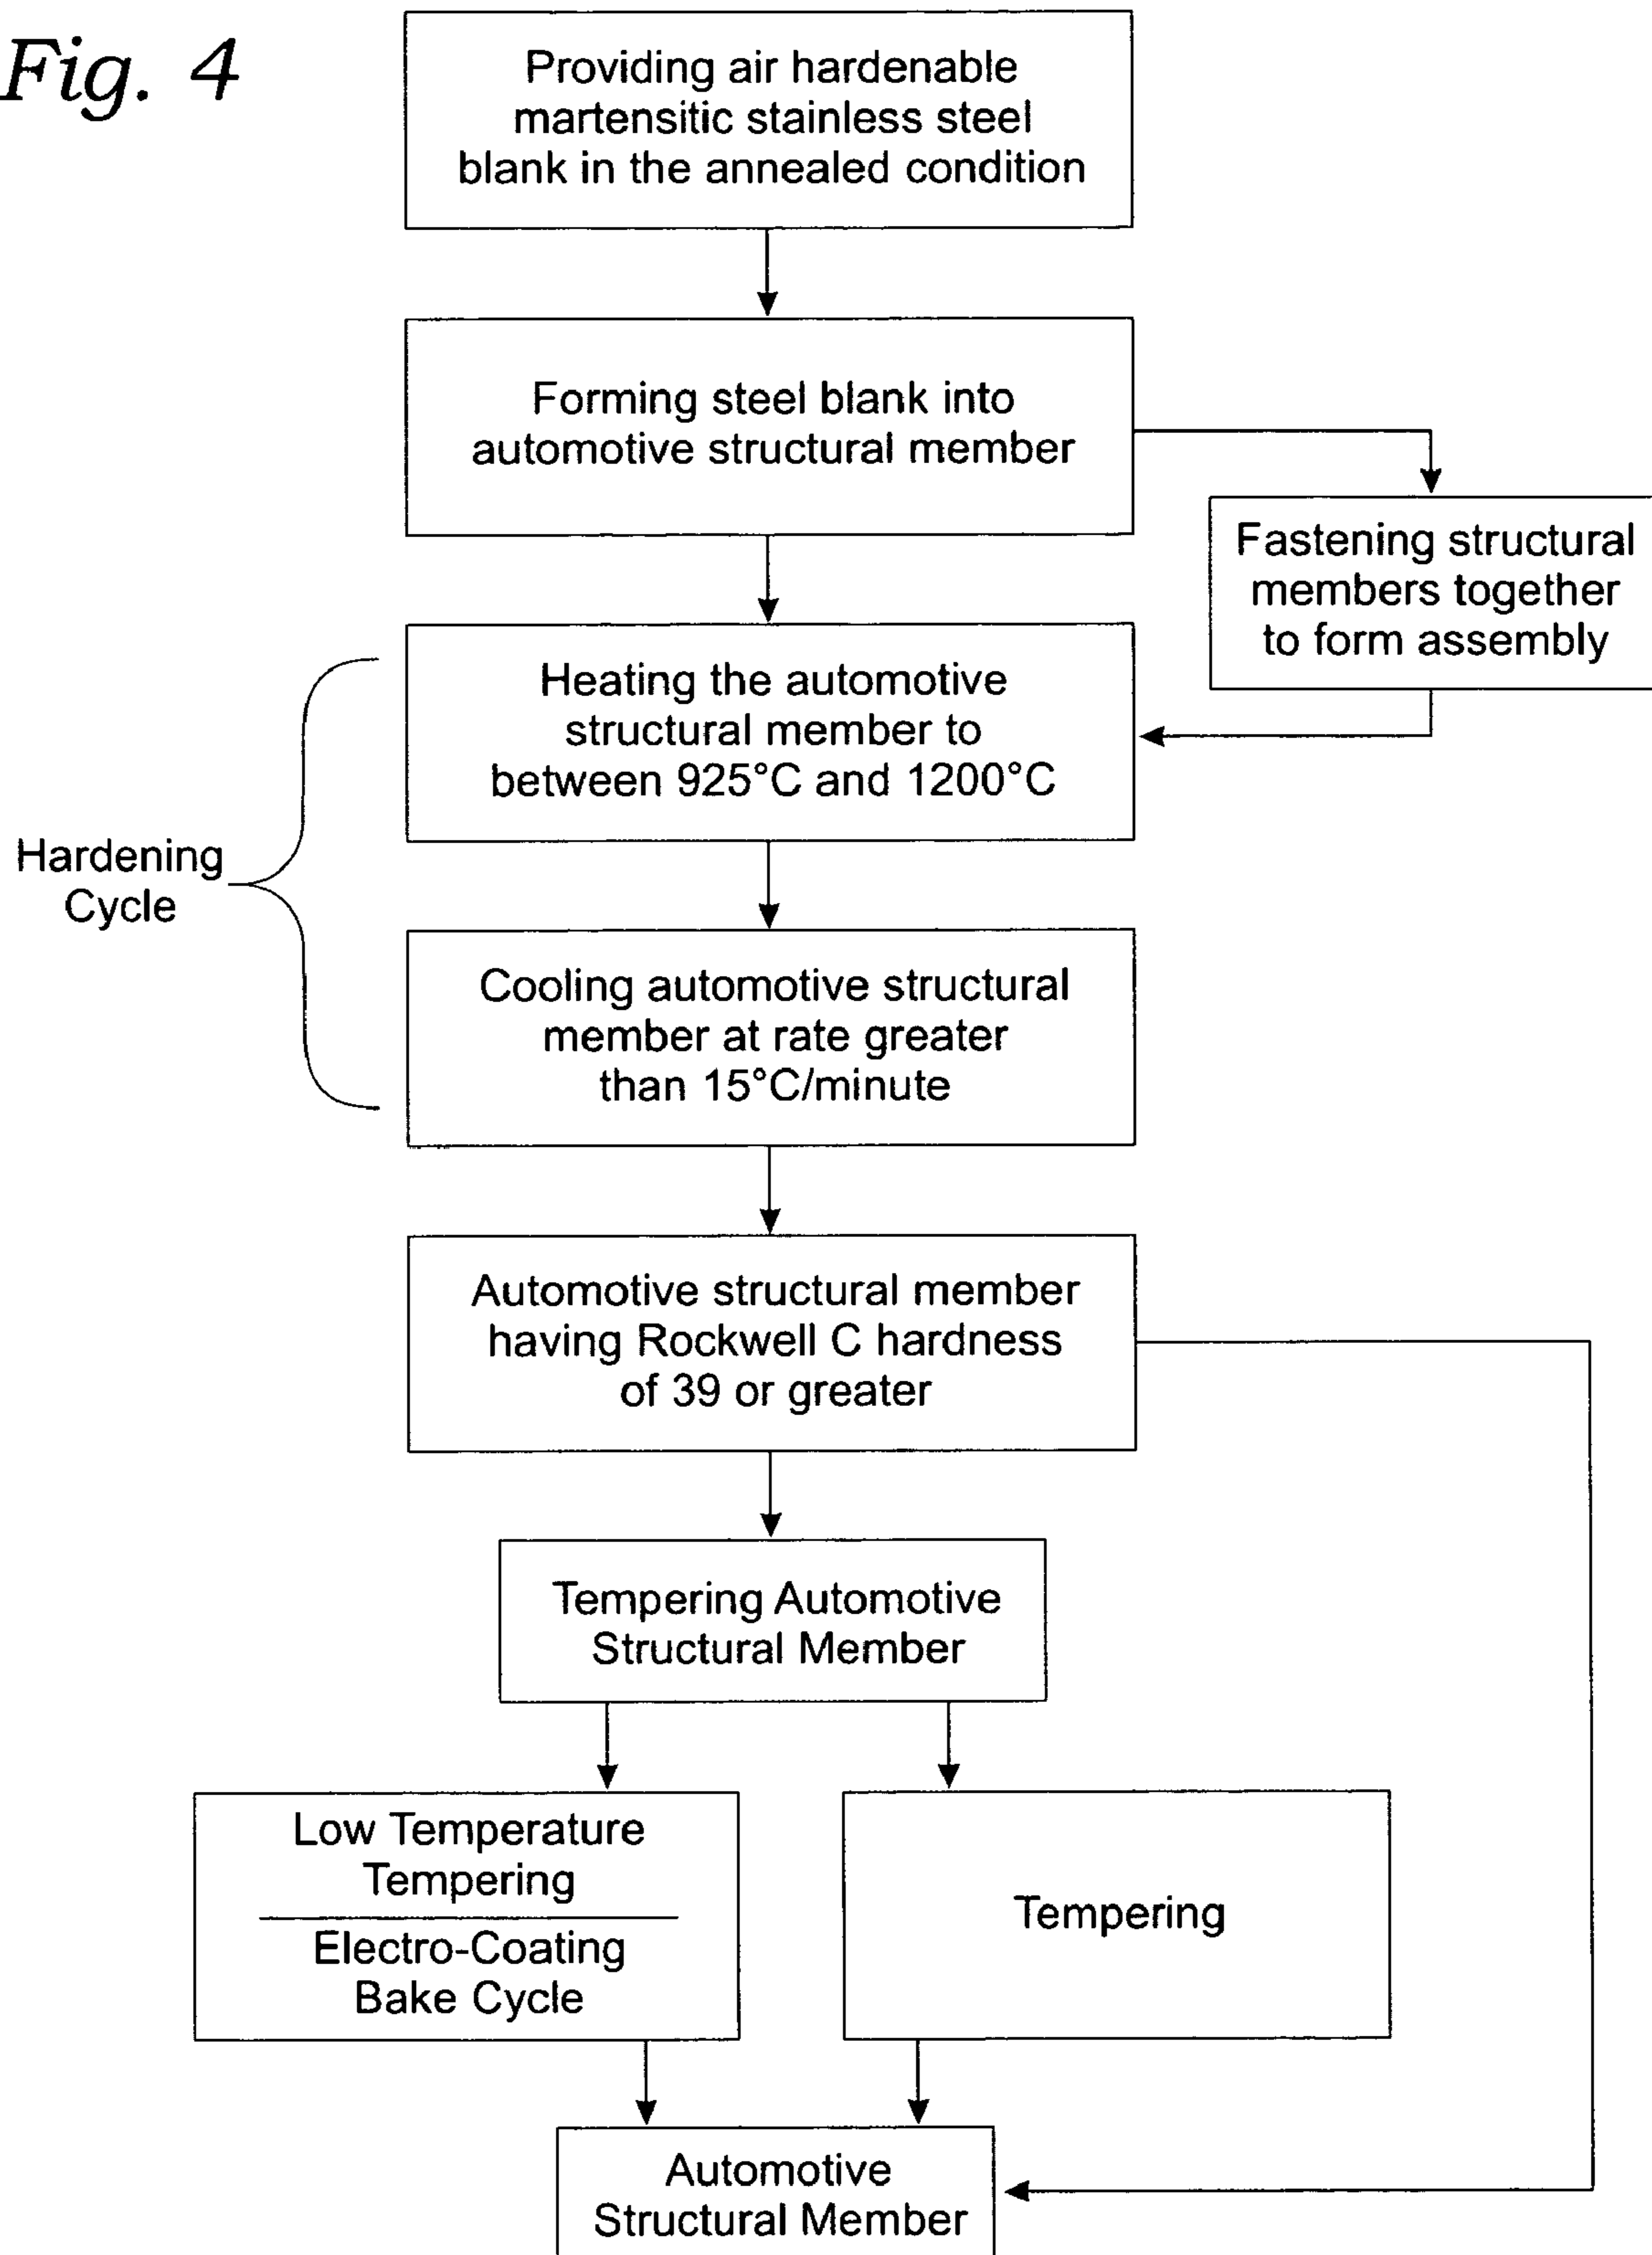 Fig. 4
Providing air hardenable
martensitic stainless steel
blank in the annealed condition
Forming steel blank into
automotive structural member
Fastening structural
members together
to form assembly
Heating the automotive
structural member to
between 925°C and 1200°C
Hardening
Cycle
Cooling automotive structural
member at rate greater
than 15°C/minute
Automotive structural member
having Rockwell C hardness
of 39 or greater
Tempering Automotive
Structural Member
Low Temperature
Tempering
Electro-Coating
Bake Cycle
Tempering
Automotive
Structural Member